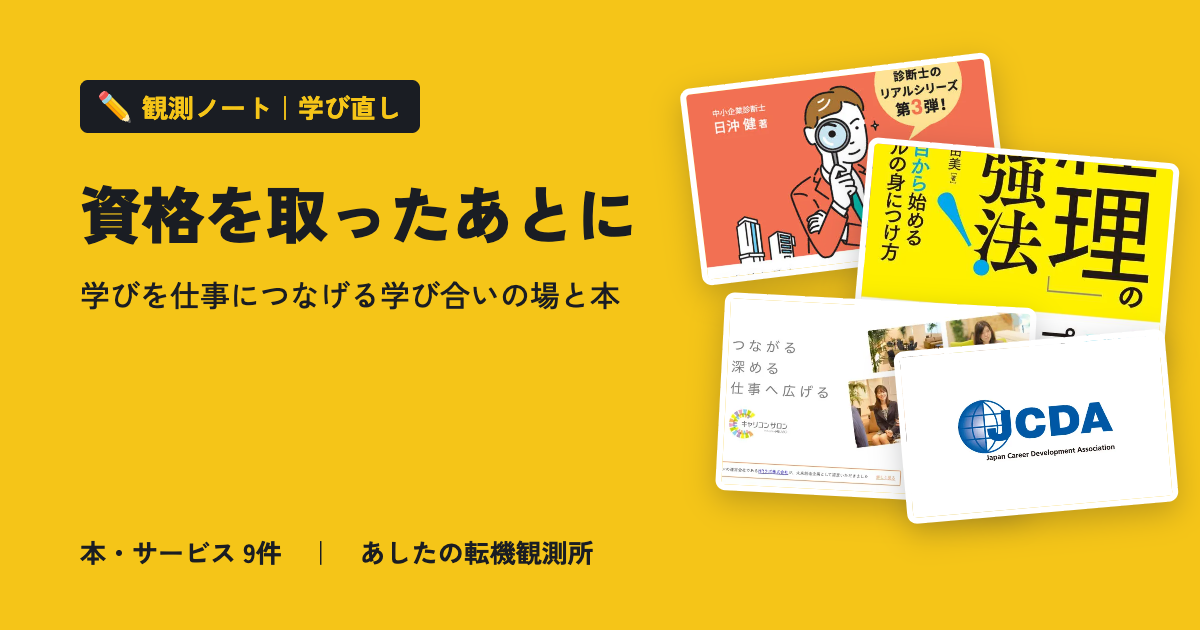 観測ノート｜学び直し
資格を取ったあとに
学びを仕事につなげる学び合いの場と本
本・サービス 9件 ｜ あしたの転機観測所
診断士の
リアルシリーズ
第3弾！
中小企業診断士
日沖 健 著
理」の
強法
から始める
ルの身につけ方
由美
つながる
深める
仕事へ広げる
キャリコンサロン
JCDA
Japan Career Development Association